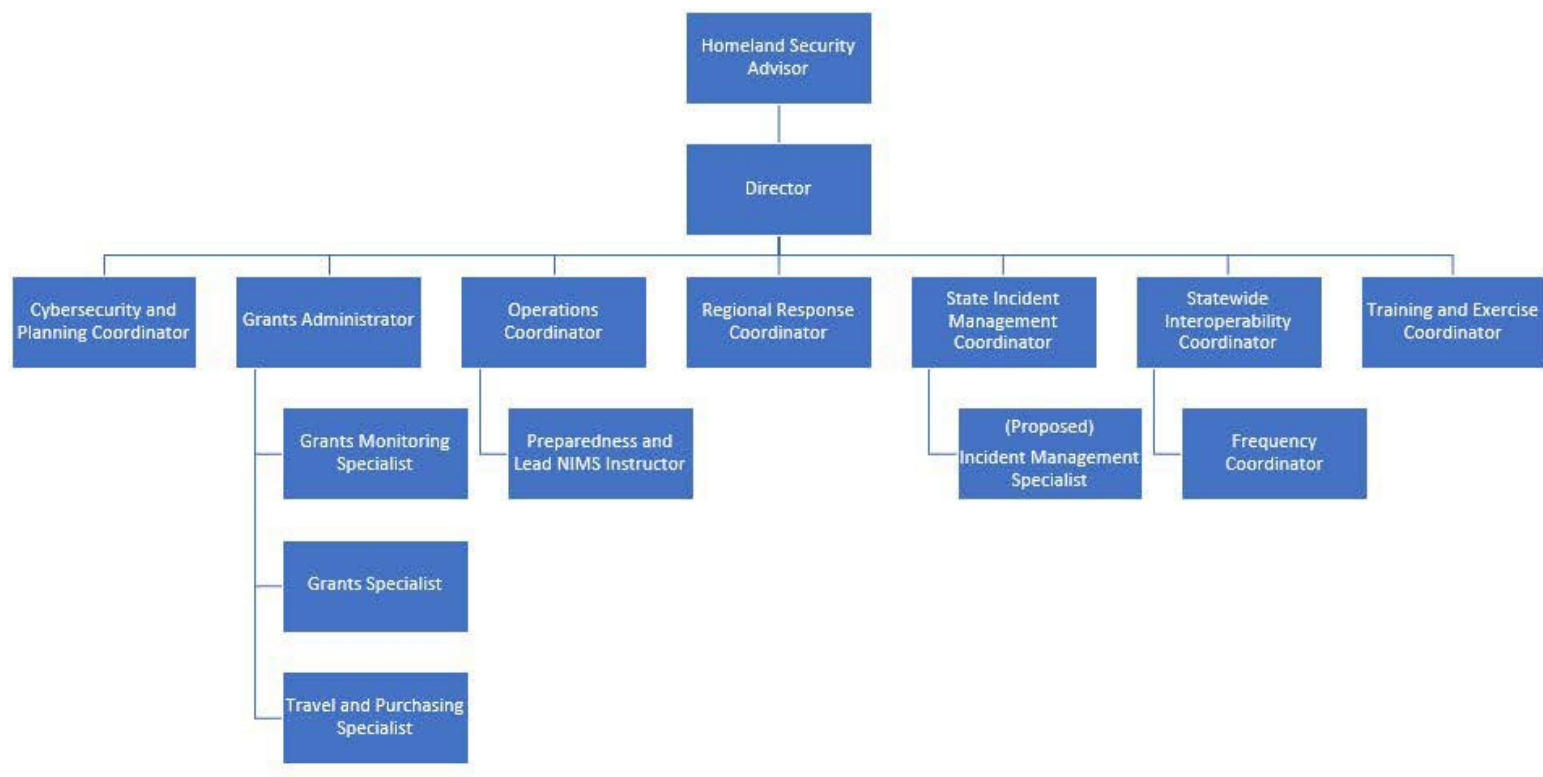 Homeland Security
Advisor
Director
Cybersecurity and
Planning Coordinator
Grants Administrator
Operations
Coordinator
Regional Response
Coordinator
State Incident
Management
Coordinator
Statewide
Interoperability
Coordinator
Training and Exercise
Coordinator
Grants Monitoring
Specialist
Preparedness and
Lead NIMS Instructor
(Proposed)
Incident Management
Specialist
Frequency
Coordinator
Grants Specialist
Travel and Purchasing
Specialist